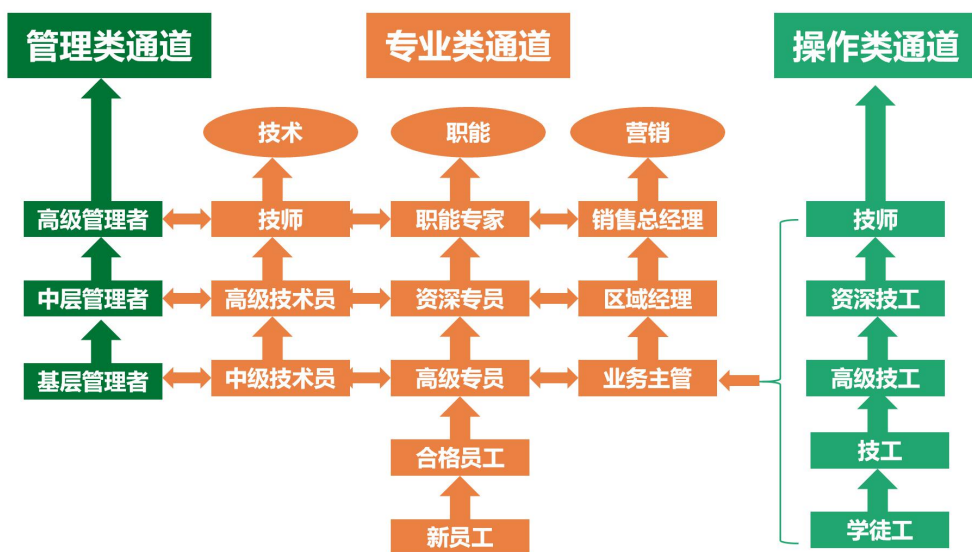 管理类通道
专业类通道
操作类通道
技术
职能
营销
高级管理者
技师
职能专家
销售总经理
技师
中层管理者
高级技术员
资深专员
区域经理
资深技工
基层管理者
中级技术员
高级专员
业务主管
高级技工
合格员工
技工
新员工
学徒工